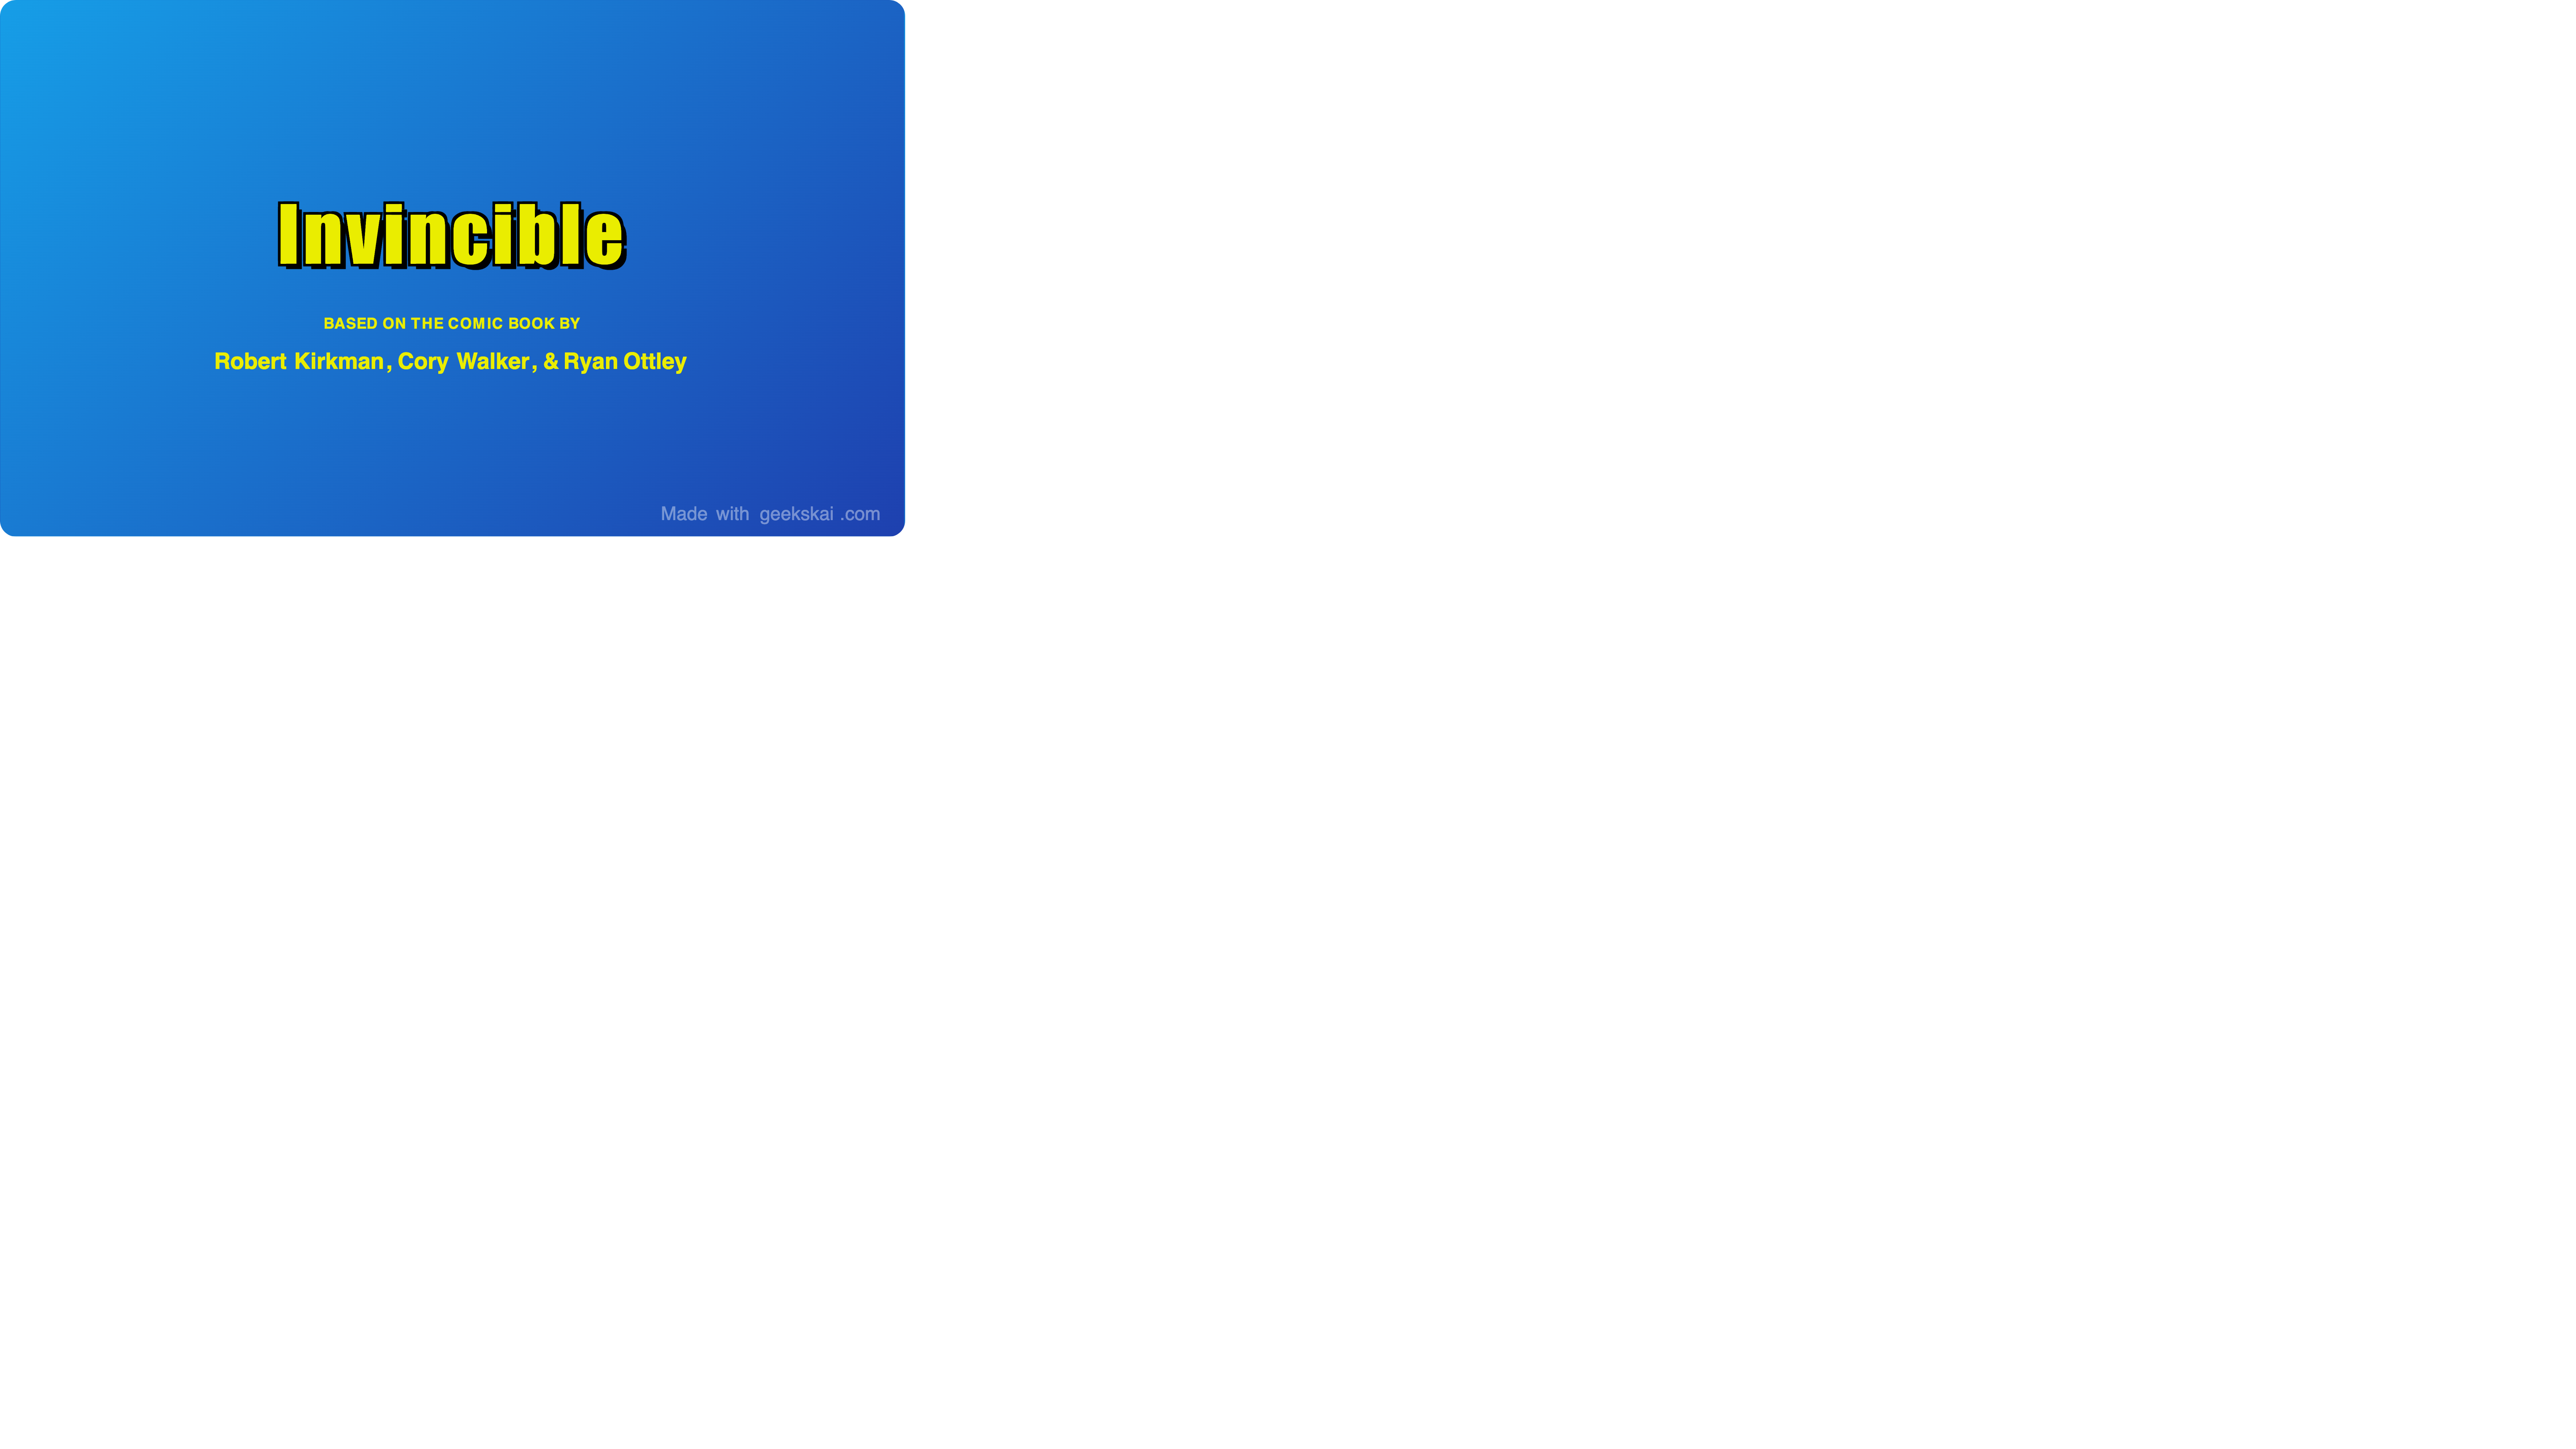 Invincible
BASED ON THE COMIC BOOK BY
Robert Kirkman, Cory Walker, & Ryan Ottley
Made with geekskai.com